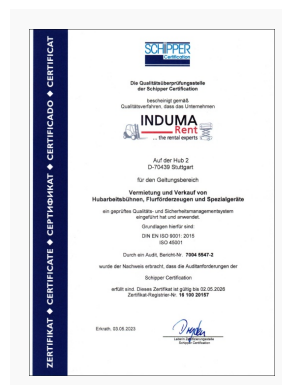 ZERTIFIKAT ◆ CERTIFICATE ◆ СЕРТИФИКАТ ◆ CERTIFICADO ◆ CERTIFICAT
SCHIPPER
Certification
Die Qualitätsüberprüfungsstelle
der Schipper Certification
bescheinigt gemäß
Qualitätsverfahren, dass das Unternehmen
INDUMA
Rent
... the rental experts
Auf der Hub 2
D-70439 Stuttgart
für den Geltungsbereich
Vermietung und Verkauf von
Hubarbeitsbühnen, Flurförderzeugen und Spezialgeräte
ein geprüftes Qualitäts- und Sicherheitsmanagementsystem
eingeführt hat und anwendet.
Grundlagen hierfür sind:
DIN EN ISO 9001: 2015
ISO 45001
Durch ein Audit, Bericht-Nr. 7004 5547-2
wurde der Nachweis erbracht, dass die Auditanforderungen der
Schipper Certification
erfüllt sind. Dieses Zertifikat ist gültig bis 02.05.2026
Zertifikat-Registrier-Nr. 16 100 20157
Erkrath, 03.05.2023
Schipper Certification